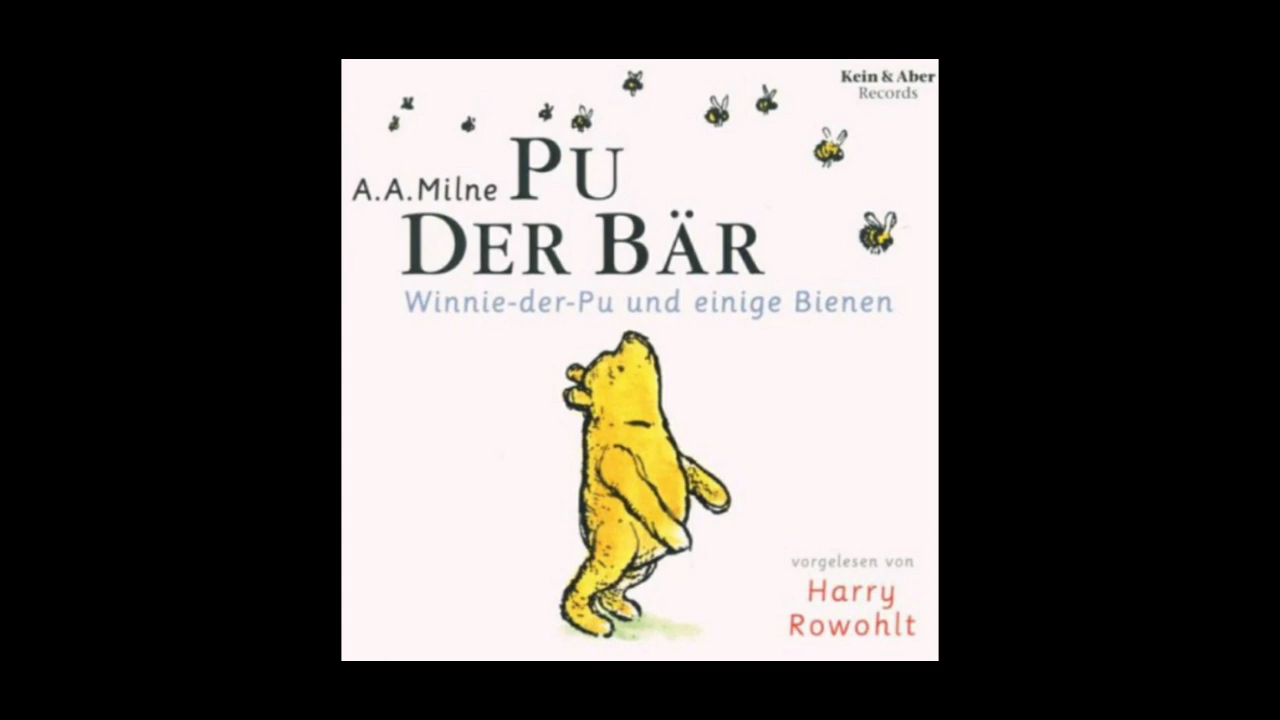 Kein & Aber
Records
A.A.Milne PU
DER BÄR
Winnie-der-Pu und einige Bienen
vorgelesen von
Harry
Rowohlt